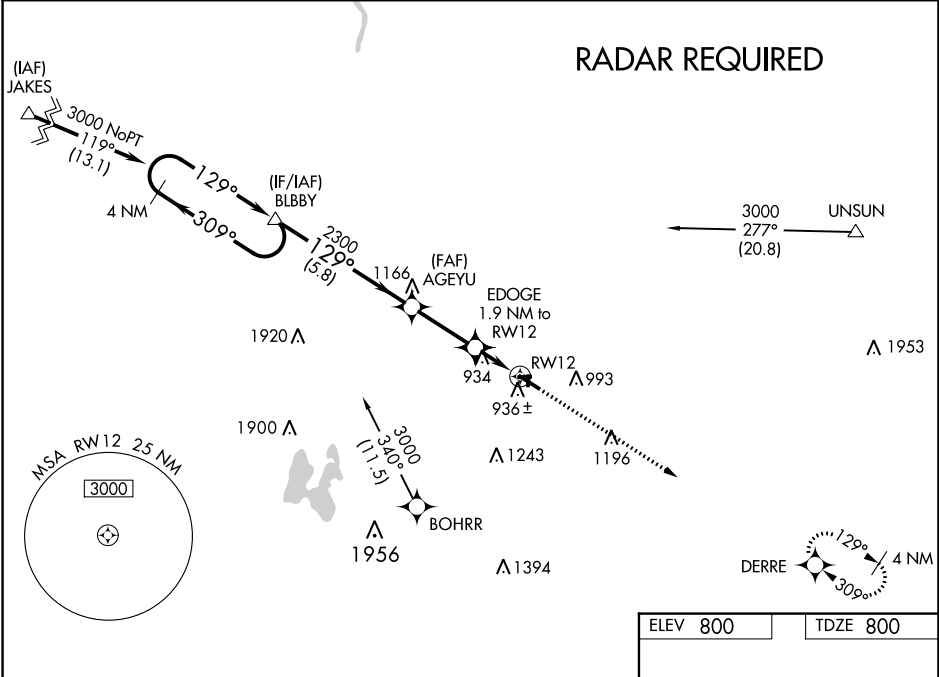 RADAR REQUIRED
(IAF)
JAKES
3000 NoPT
119°
(13.1)
4 NM
129°
309°
(IF/IAF)
BLBBY
2300
129°
(5.8)
1166
(FAF)
AGEYU
EDOGE
1.9 NM to
RW12
934
RW12
993
936 ±
3000
277°
(20.8)
UNSUN
1953
1920
1900
3000
340°
(11.5)
BOHRR
1243
1196
1956
1394
MSA RW12 25 NM
3000
DERRE
129°
309°
4 NM
ELEV 800
TDZE 800